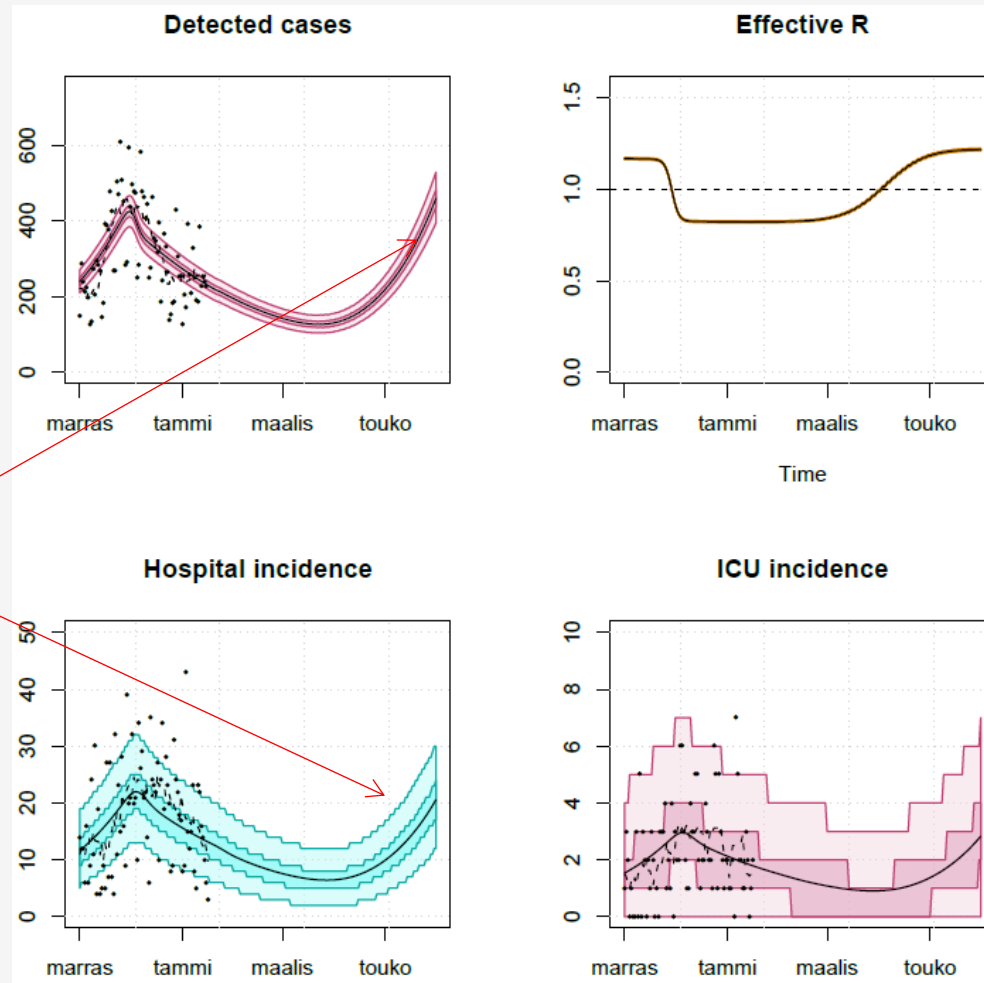 Detected cases
600
400
200
0
marras tammi maalis touko
Effective R
1.5
1.0
0.5
0.0
marras tammi maalis touko
Time
Hospital incidence
50
40
30
20
10
0
marras tammi maalis touko
ICU incidence
10
8
6
4
2
0
marras tammi maalis touko